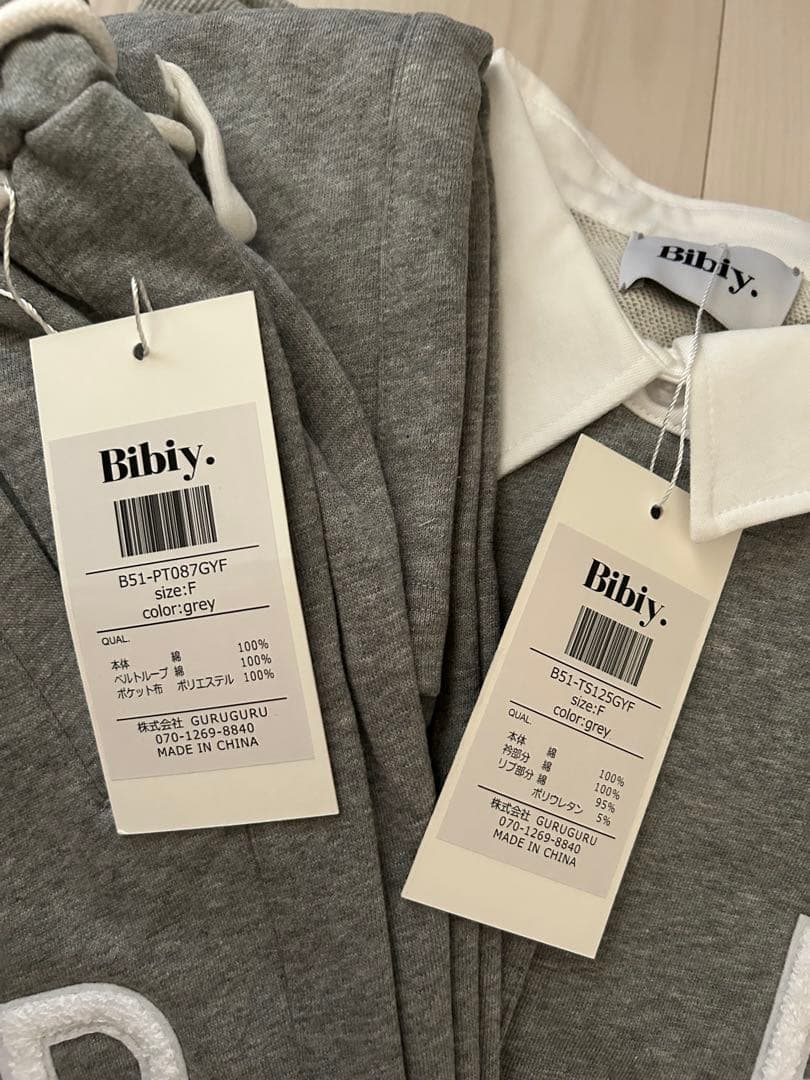 Bibiy.
Bibiy.
B51-PT087GYF
size:F
color:grey
QUAL.
本体 綿 100%
ベルトループ 綿 100%
ポケット布 ポリエステル 100%
株式会社 GURUGURU
070-1269-8840
MADE IN CHINA
Bibiy.
B51-TS125GYF
size:F
color:grey
QUAL.
本体 綿 100%
衿部分 綿 100%
リブ部分 綿 95%
ポリウレタン 5%
株式会社 GURUGURU
070-1269-8840
MADE IN CHINA